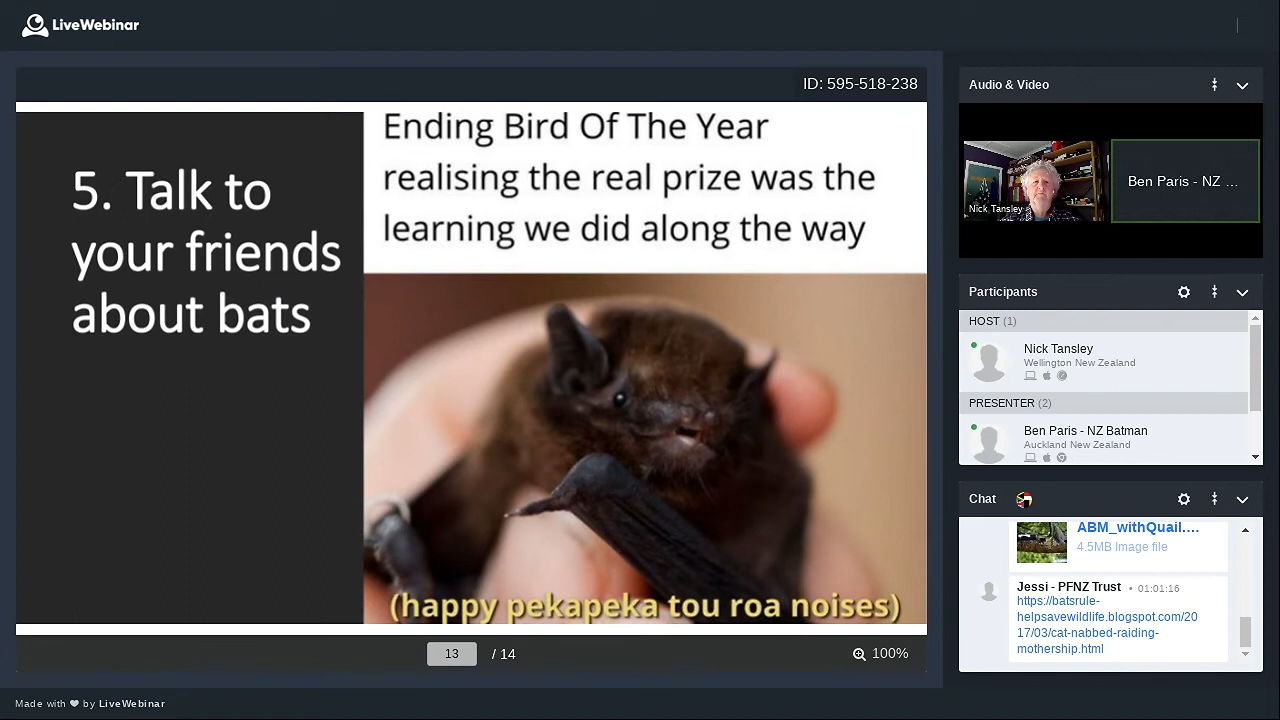 LiveWebinar
ID: 595-518-238
5. Talk to
your friends
about bats
Ending Bird Of The Year
realising the real prize was the
learning we did along the way
(happy pekapeka tou roa noises)
13 / 14
100%
Audio & Video
Nick Tansley
Ben Paris - NZ ...
Participants
HOST (1)
Nick Tansley
Wellington New Zealand
PRESENTER (2)
Ben Paris - NZ Batman
Auckland New Zealand
Chat
ABM_withQuail....
4.5MB Image file
Jessi - PFNZ Trust • 01:01:16
https://batsrule-
helpsavewildlife.blogspot.com/20
17/03/cat-nabbed-raiding-
mothership.html
Made with by LiveWebinar